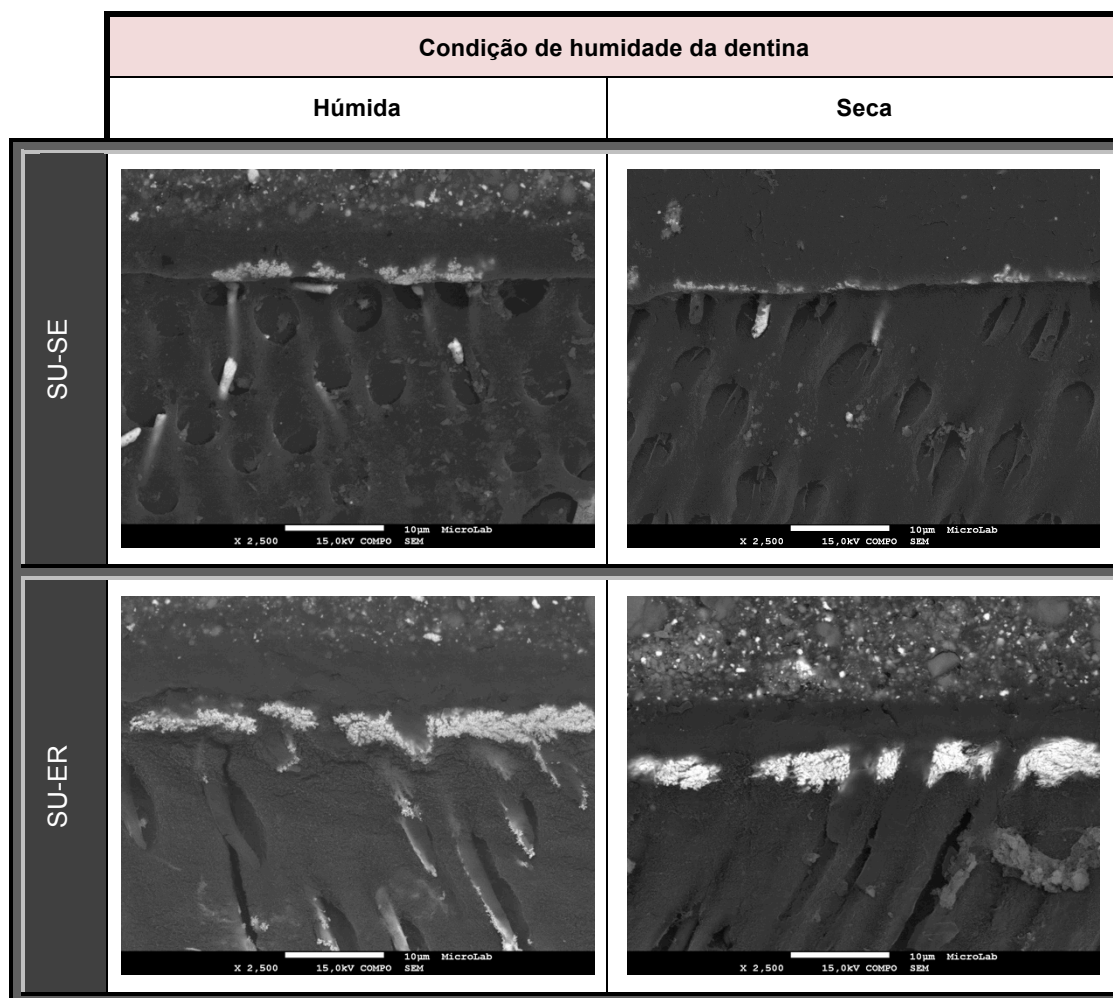 Condição de humidade da dentina
Húmida
Seca
SU-SE
10µm MicroLab
X 2,500 15,0kV COMPO SEM
10µm MicroLab
X 2,500 15,0kV COMPO SEM
SU-ER
10µm MicroLab
X 2,500 15,0kV COMPO SEM
10µm MicroLab
X 2,500 15,0kV COMPO SEM